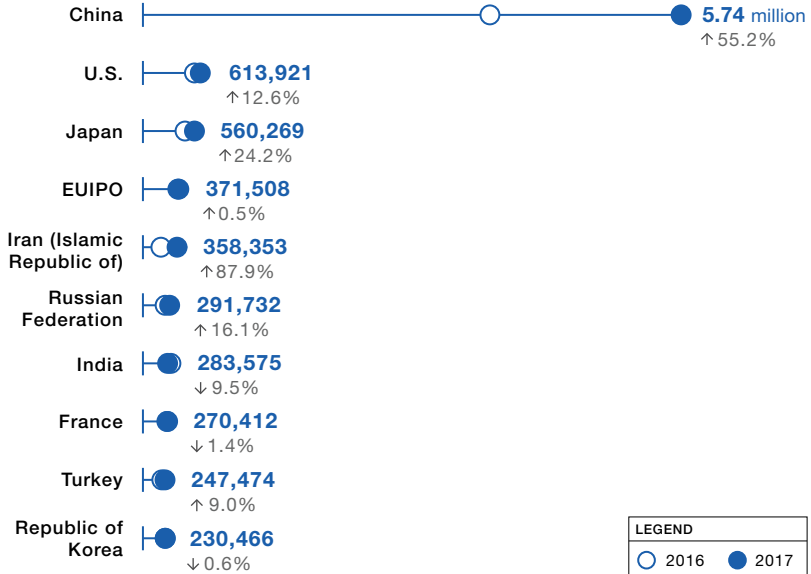 China
5.74 million
↑55.2%
U.S.
613,921
↑12.6%
Japan
560,269
↑24.2%
EUIPO
371,508
↑0.5%
Iran (Islamic
Republic of)
358,353
↑87.9%
Russian
Federation
291,732
↑16.1%
India
283,575
↓9.5%
France
270,412
↓1.4%
Turkey
247,474
↑9.0%
Republic of
Korea
230,466
↓0.6%
LEGEND
2016 2017